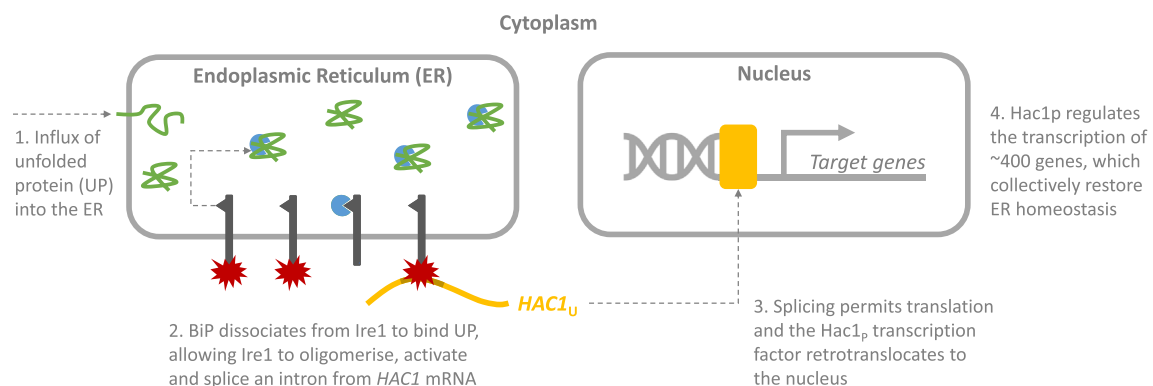 Cytoplasm
Endoplasmic Reticulum (ER)
Nucleus
1. Influx of
unfolded
protein (UP)
into the ER
Target genes
4. Hac1p regulates
the transcription of
~400 genes, which
collectively restore
ER homeostasis
HAC1U
2. BiP dissociates from Ire1 to bind UP,
allowing Ire1 to oligomerise, activate
and splice an intron from HAC1 mRNA
3. Splicing permits translation
and the Hac1p transcription
factor retrotranslocates to
the nucleus